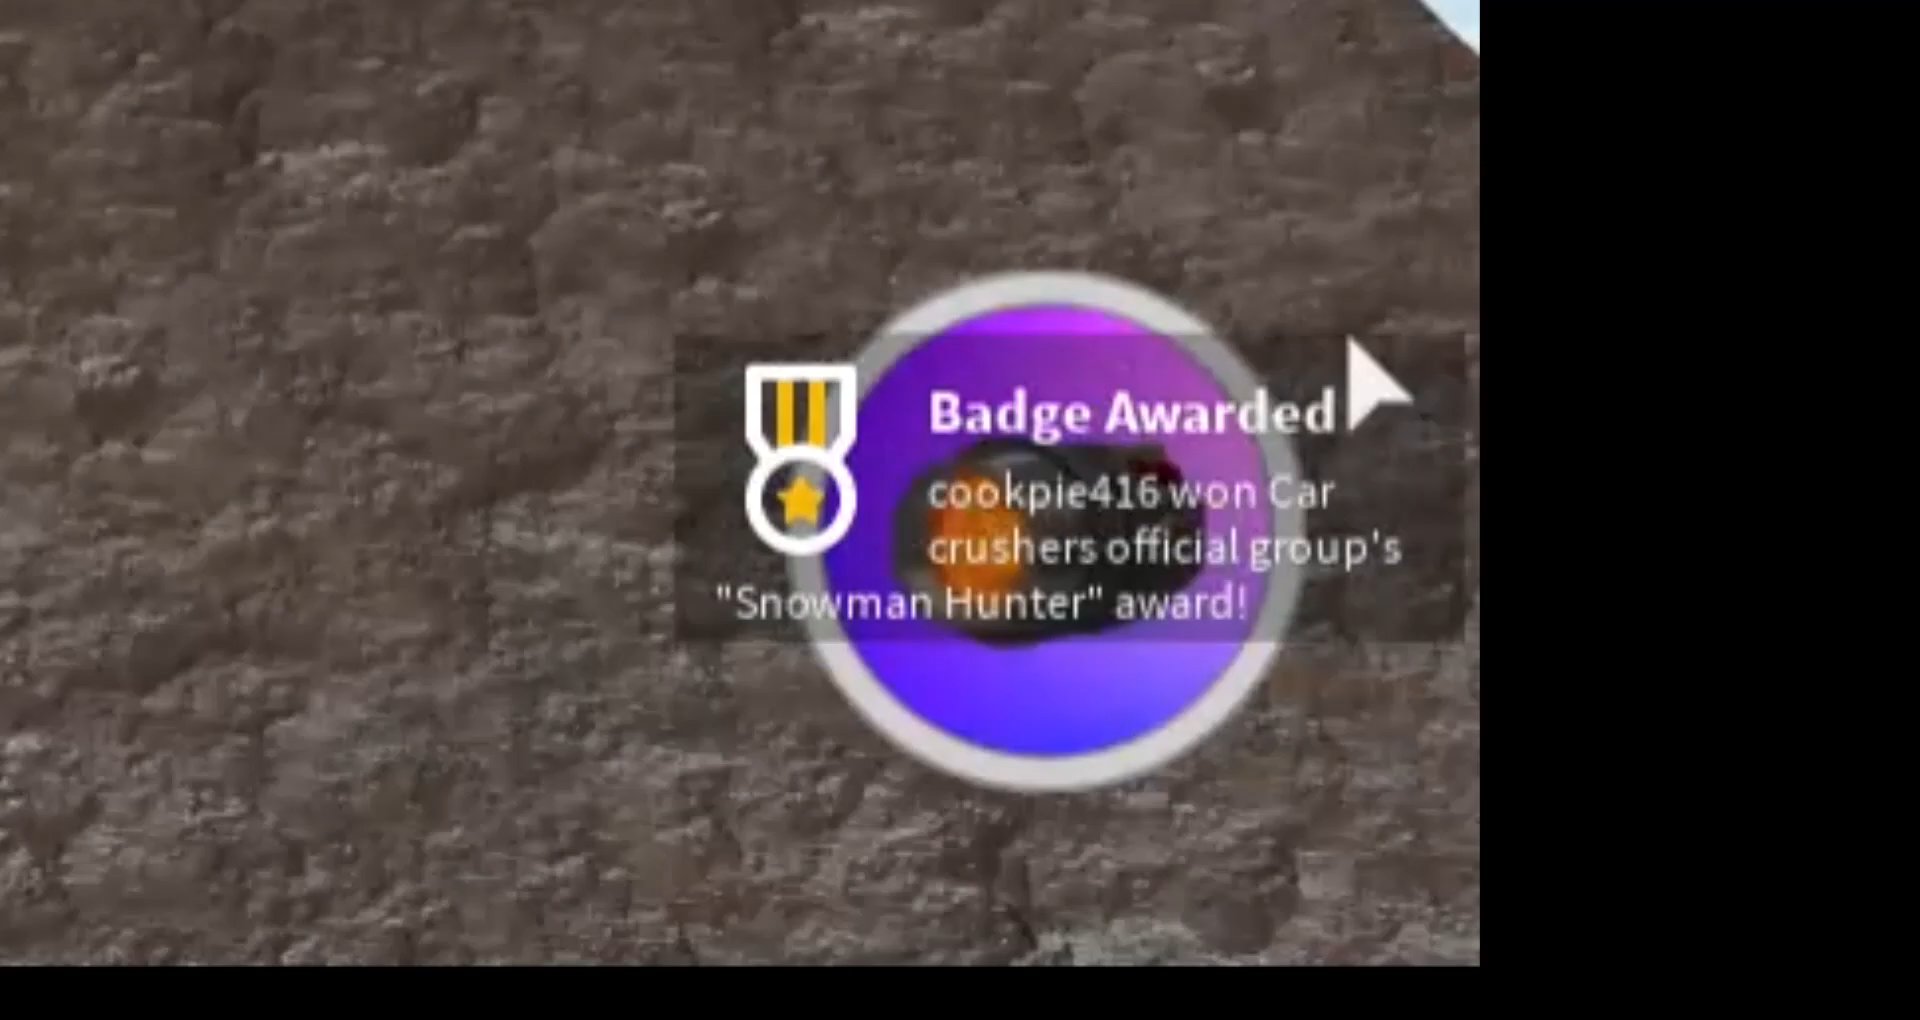 Badge Awarded
cookpie416 won Car
crushers official group's
"Snowman Hunter" award!